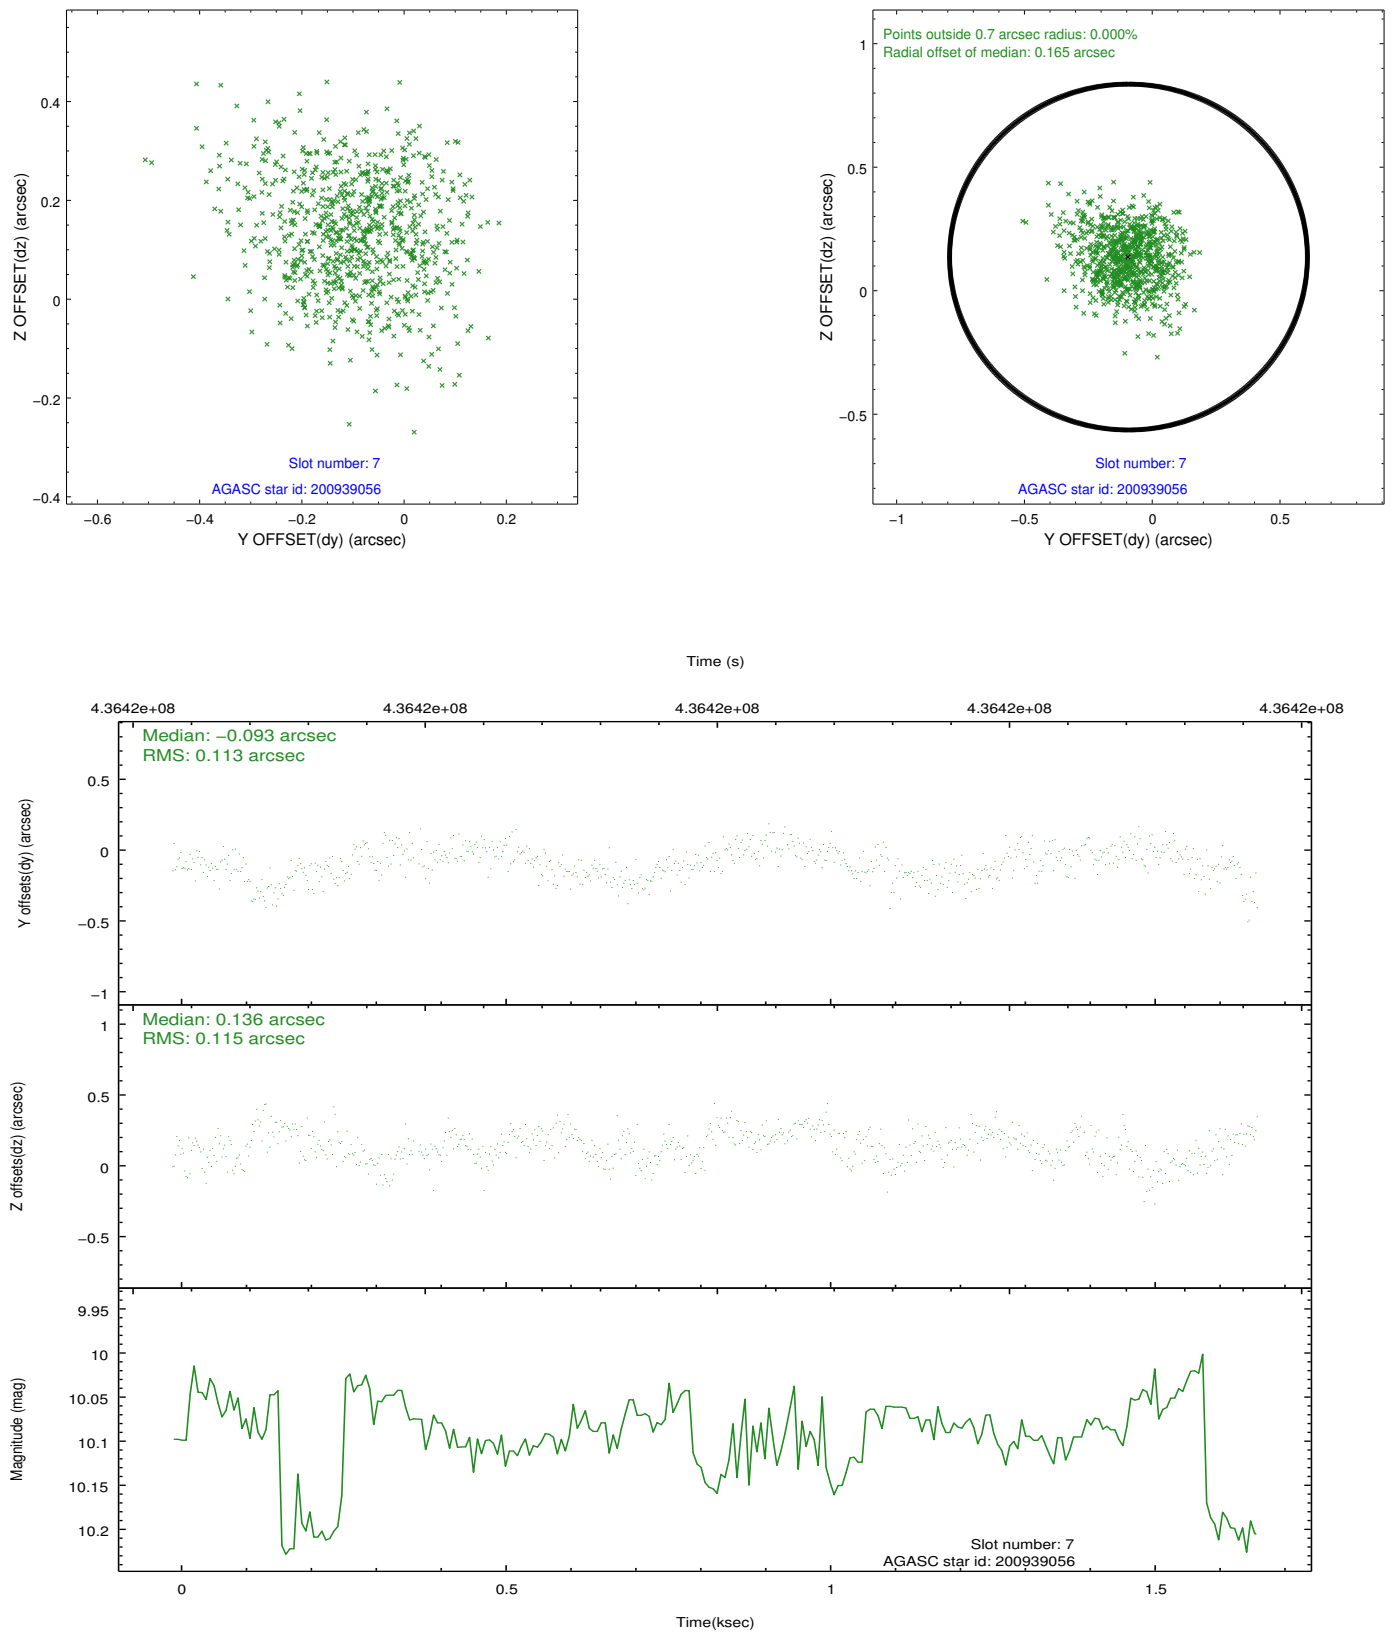 0.4
0.2
0
−0.2
−0.4
−0.6
−0.4
−0.2
0
0.2
Z OFFSET(dz) (arcsec)
Y OFFSET(dy) (arcsec)
Slot number: 7
AGASC star id: 200939056
Points outside 0.7 arcsec radius: 0.000%
Radial offset of median: 0.165 arcsec
1
0.5
0
−0.5
−1
−0.5
0
0.5
Z OFFSET(dz) (arcsec)
Y OFFSET(dy) (arcsec)
Slot number: 7
AGASC star id: 200939056
Time (s)
4.3642e+08
4.3642e+08
4.3642e+08
4.3642e+08
4.3642e+08
Median: −0.093 arcsec
RMS: 0.113 arcsec
0.5
0
−0.5
−1
Y offsets(dy) (arcsec)
Median: 0.136 arcsec
RMS: 0.115 arcsec
1
0.5
0
−0.5
Z offsets(dz) (arcsec)
9.95
10
10.05
10.1
10.15
10.2
Magnitude (mag)
Slot number: 7
AGASC star id: 200939056
0
0.5
1
1.5
Time(ksec)